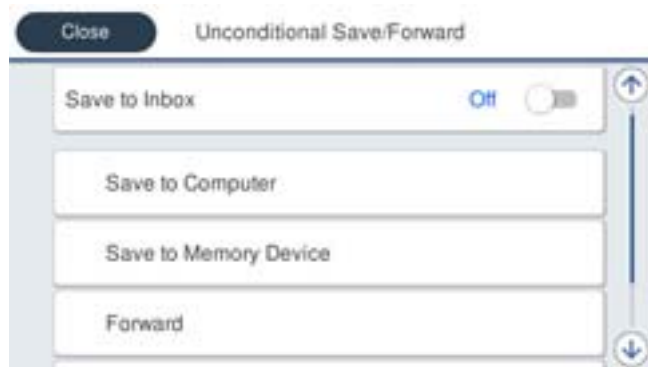 Close
Unconditional Save/Forward
Save to Inbox Off
Save to Computer
Save to Memory Device
Forward